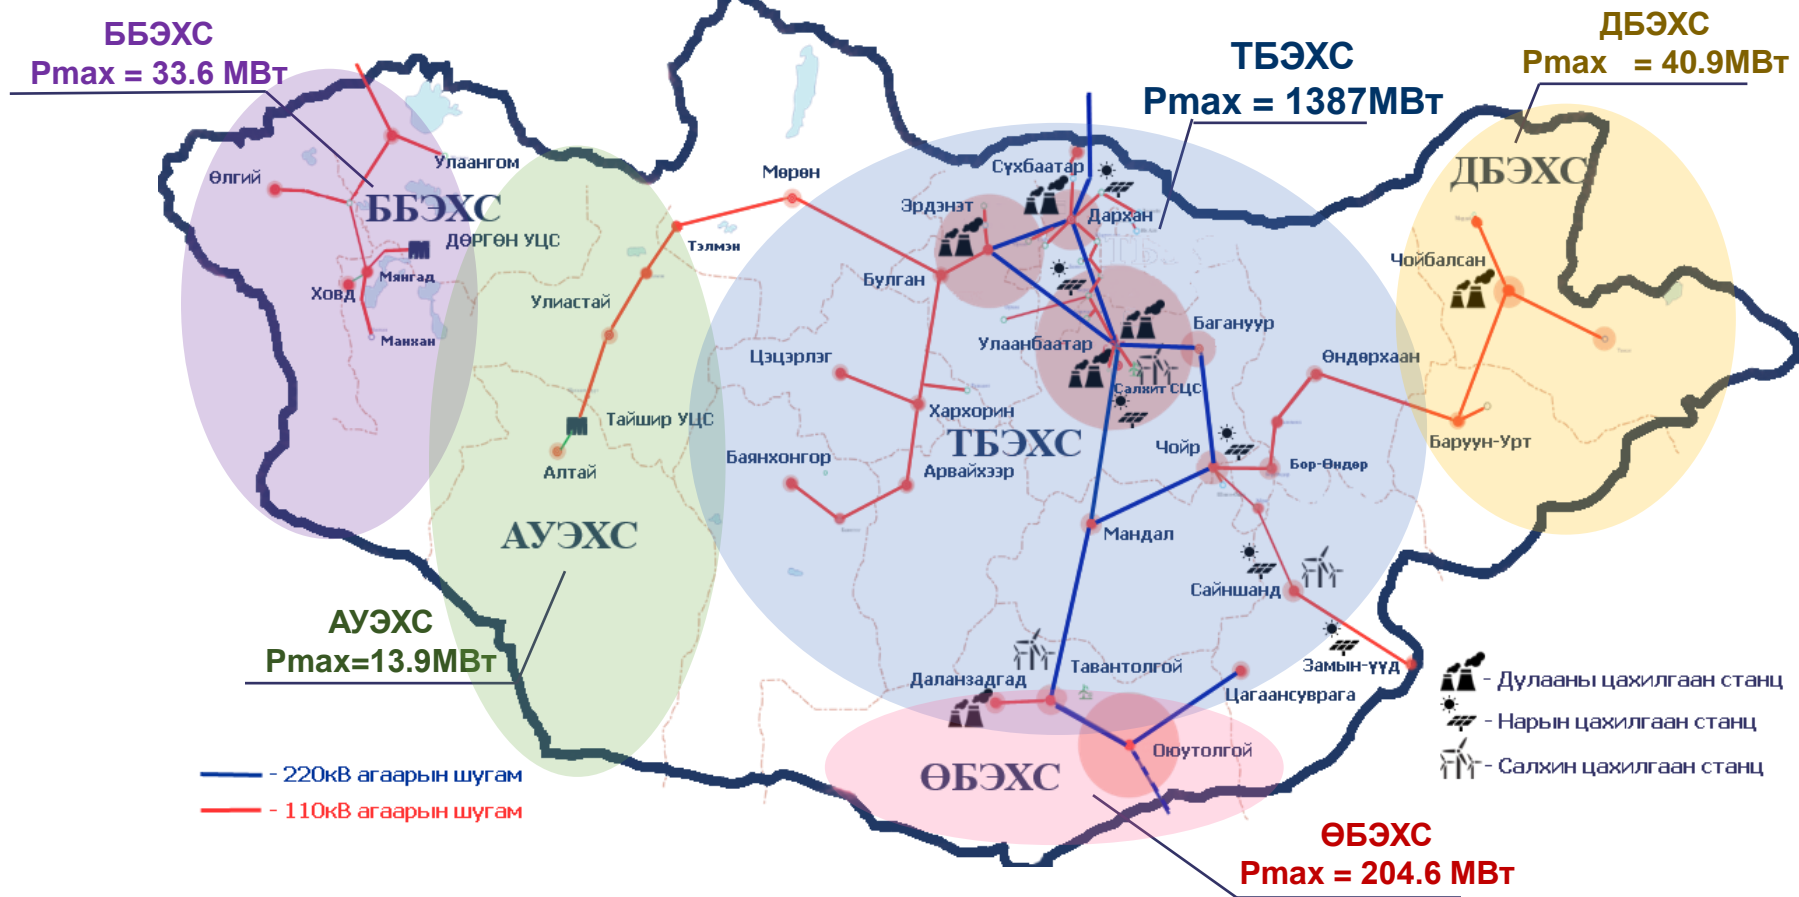 ББЭХС
Pmax = 33.6 МВт
ТБЭХС
Pmax = 1387МВт
ДБЭХС
Pmax = 40.9МВт
Улаангом
Өлгий
ББЭХС
ДӨРГӨН УЦС
Мянгад
Ховд
Манхан
Мөрөн
Тэлмэн
Улиастай
Тайшир УЦС
Алтай
АУЭХС
АУЭХС
Pmax=13.9МВт
Сүхбаатар
Эрдэнэт
Дархан
Булган
Улаанбаатар
Багануур
Салхит СЦС
Цэцэрлэг
Хархорин
ТБЭХС
Баянхонгор
Арвайхээр
Өндөрхаан
Чойр
Бор-Өндөр
Мандал
Сайншанд
Замын-үүд
ДБЭХС
Чойбалсан
Баруун-Урт
Тавантолгой
Даланзадгад
Цагаансуврага
Оюутолгой
ӨБЭХС
ӨБЭХС
Pmax = 204.6 МВт
- 220кВ агаарын шугам
- 110кВ агаарын шугам
- Дулааны цахилгаан станц
- Нарын цахилгаан станц
- Салхин цахилгаан станц